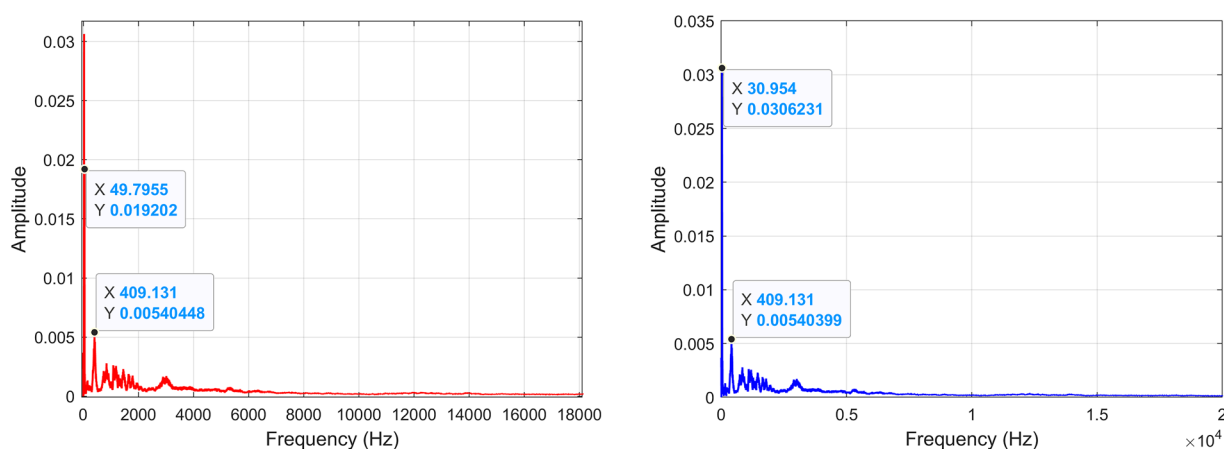 0.03
0.025
0.02
0.015
0.01
0.005
0
Amplitude
X 49.7955
Y 0.019202
X 409.131
Y 0.00540448
0 2000 4000 6000 8000 10000 12000 14000 16000 18000
Frequency (Hz)
0.035
0.03
0.025
0.02
0.015
0.01
0.005
0
Amplitude
X 30.954
Y 0.0306231
X 409.131
Y 0.00540399
0 0.5 1 1.5 2
Frequency (Hz)
×10⁴